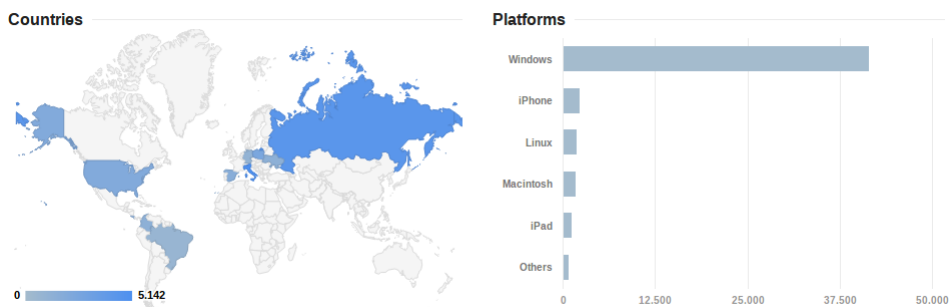 Countries
0 5.142
Platforms
Windows
iPhone
Linux
Macintosh
iPad
Others
0 12.500 25.000 37.500 50.000